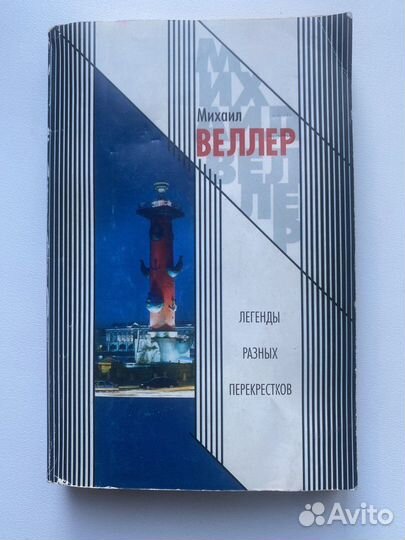 МИХАИЛ ВЕЛЛЕР
Михаил
ВЕЛЛЕР
ЛЕГЕНДЫ
РАЗНЫХ
ПЕРЕКРЕСТКОВ
Avito